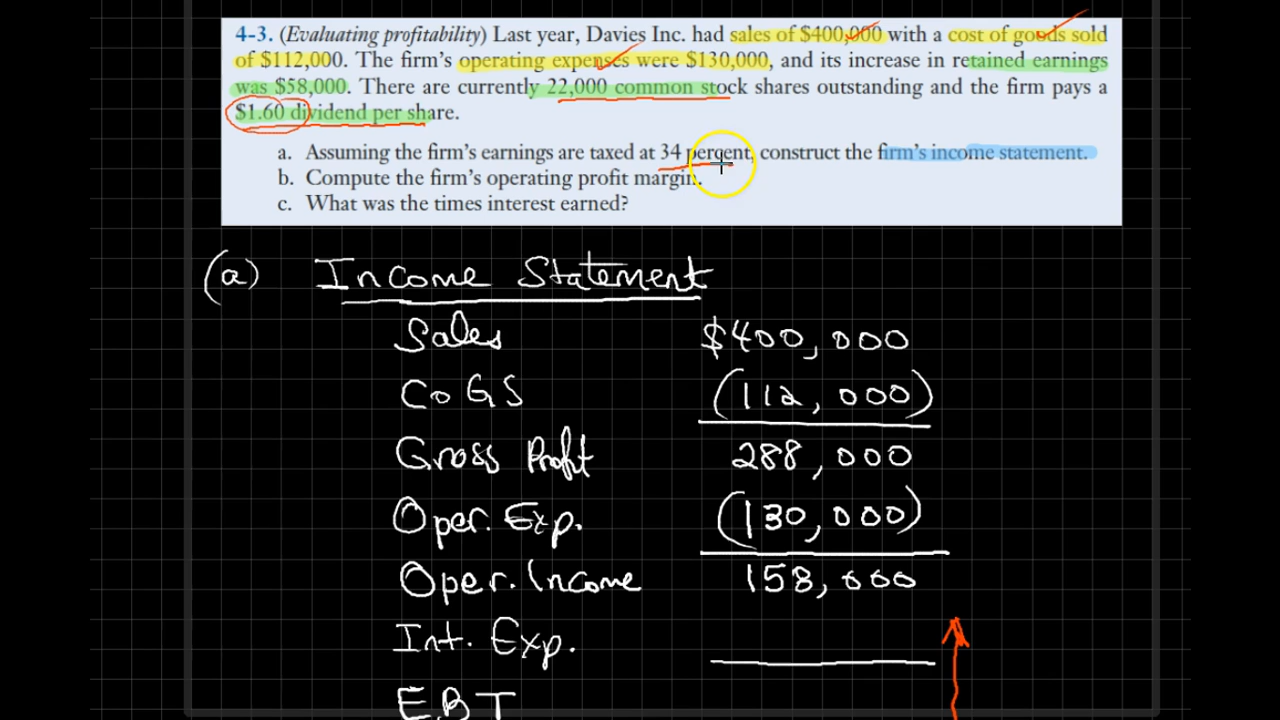 4-3. (Evaluating profitability) Last year, Davies Inc. had sales of $400,000 with a cost of goods sold
of $112,000. The firm's operating expenses were $130,000, and its increase in retained earnings
was $58,000. There are currently 22,000 common stock shares outstanding and the firm pays a
$1.60 dividend per share.
a. Assuming the firm's earnings are taxed at 34 percent, construct the firm's income statement.
b. Compute the firm's operating profit margin.
c. What was the times interest earned?
(a) Income Statement
Sales $400,000
CoGS (112,000)
Gross Profit 288,000
Oper. Exp. (130,000)
Oper. Income 158,000
Int. Exp.
EBT